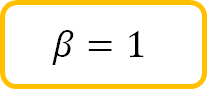 β = 1